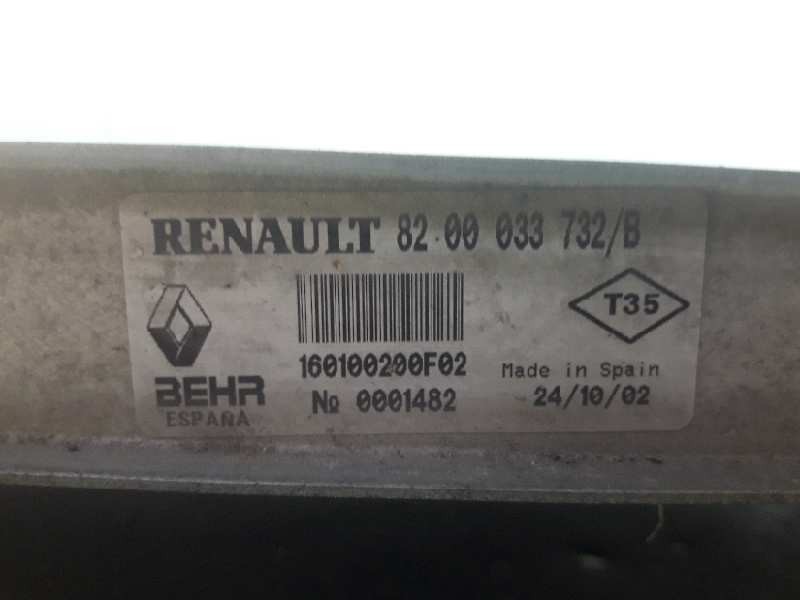 RENAULT 82 00 033 732/B
T35
160100200F02
Made in Spain
BEHR
Nº 0001482
24/10/02
ESPAÑA